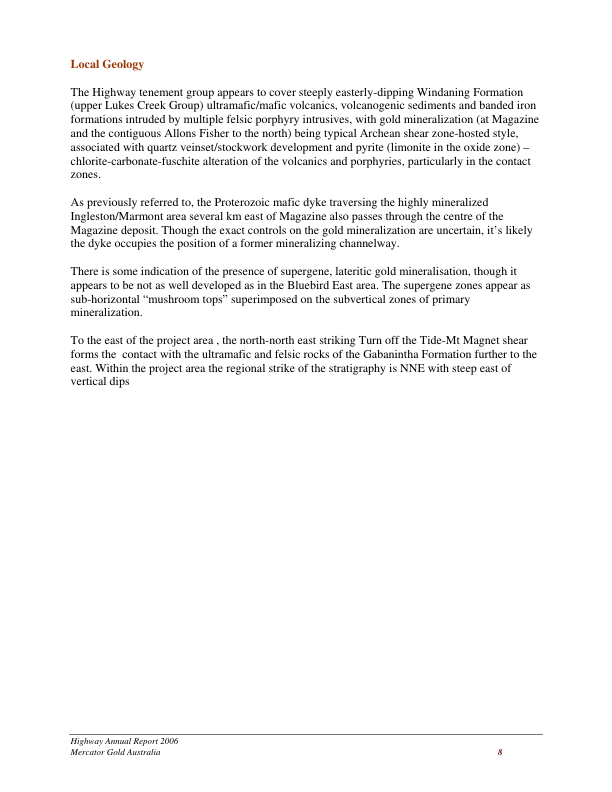 Local Geology
The Highway tenement group appears to cover steeply easterly-dipping Windaning Formation
(upper Lukes Creek Group) ultramafic/mafic volcanics, volcanogenic sediments and banded iron
formations intruded by multiple felsic porphyry intrusives, with gold mineralization (at Magazine
and the contiguous Allons Fisher to the north) being typical Archean shear zone-hosted style,
associated with quartz veinset/stockwork development and pyrite (limonite in the oxide zone) –
chlorite-carbonate-fuschite alteration of the volcanics and porphyries, particularly in the contact
zones.
As previously referred to, the Proterozoic mafic dyke traversing the highly mineralized
Ingleston/Marmont area several km east of Magazine also passes through the centre of the
Magazine deposit. Though the exact controls on the gold mineralization are uncertain, it’s likely
the dyke occupies the position of a former mineralizing channelway.
There is some indication of the presence of supergene, lateritic gold mineralisation, though it
appears to be not as well developed as in the Bluebird East area. The supergene zones appear as
sub-horizontal “mushroom tops” superimposed on the subvertical zones of primary
mineralization.
To the east of the project area , the north-north east striking Turn off the Tide-Mt Magnet shear
forms the  contact with the ultramafic and felsic rocks of the Gabanintha Formation further to the
east. Within the project area the regional strike of the stratigraphy is NNE with steep east of
vertical dips
Highway Annual Report 2006
Mercator Gold Australia 8